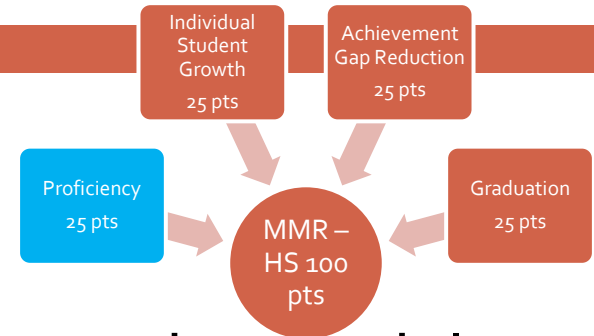 Individual
Student
Growth
25 pts
Achievement
Gap Reduction
25 pts
Proficiency
25 pts
Graduation
25 pts
MMR –
HS 100
pts